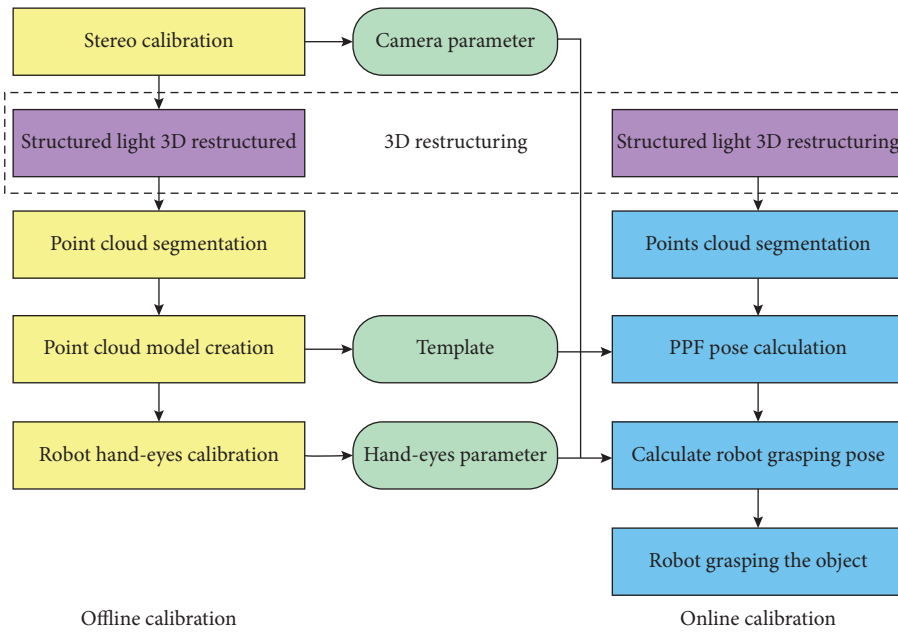 Stereo calibration
Camera parameter
Structured light 3D restructured
3D restructuring
Structured light 3D restructuring
Point cloud segmentation
Points cloud segmentation
Point cloud model creation
Template
PPF pose calculation
Robot hand-eyes calibration
Hand-eyes parameter
Calculate robot grasping pose
Robot grasping the object
Offline calibration
Online calibration